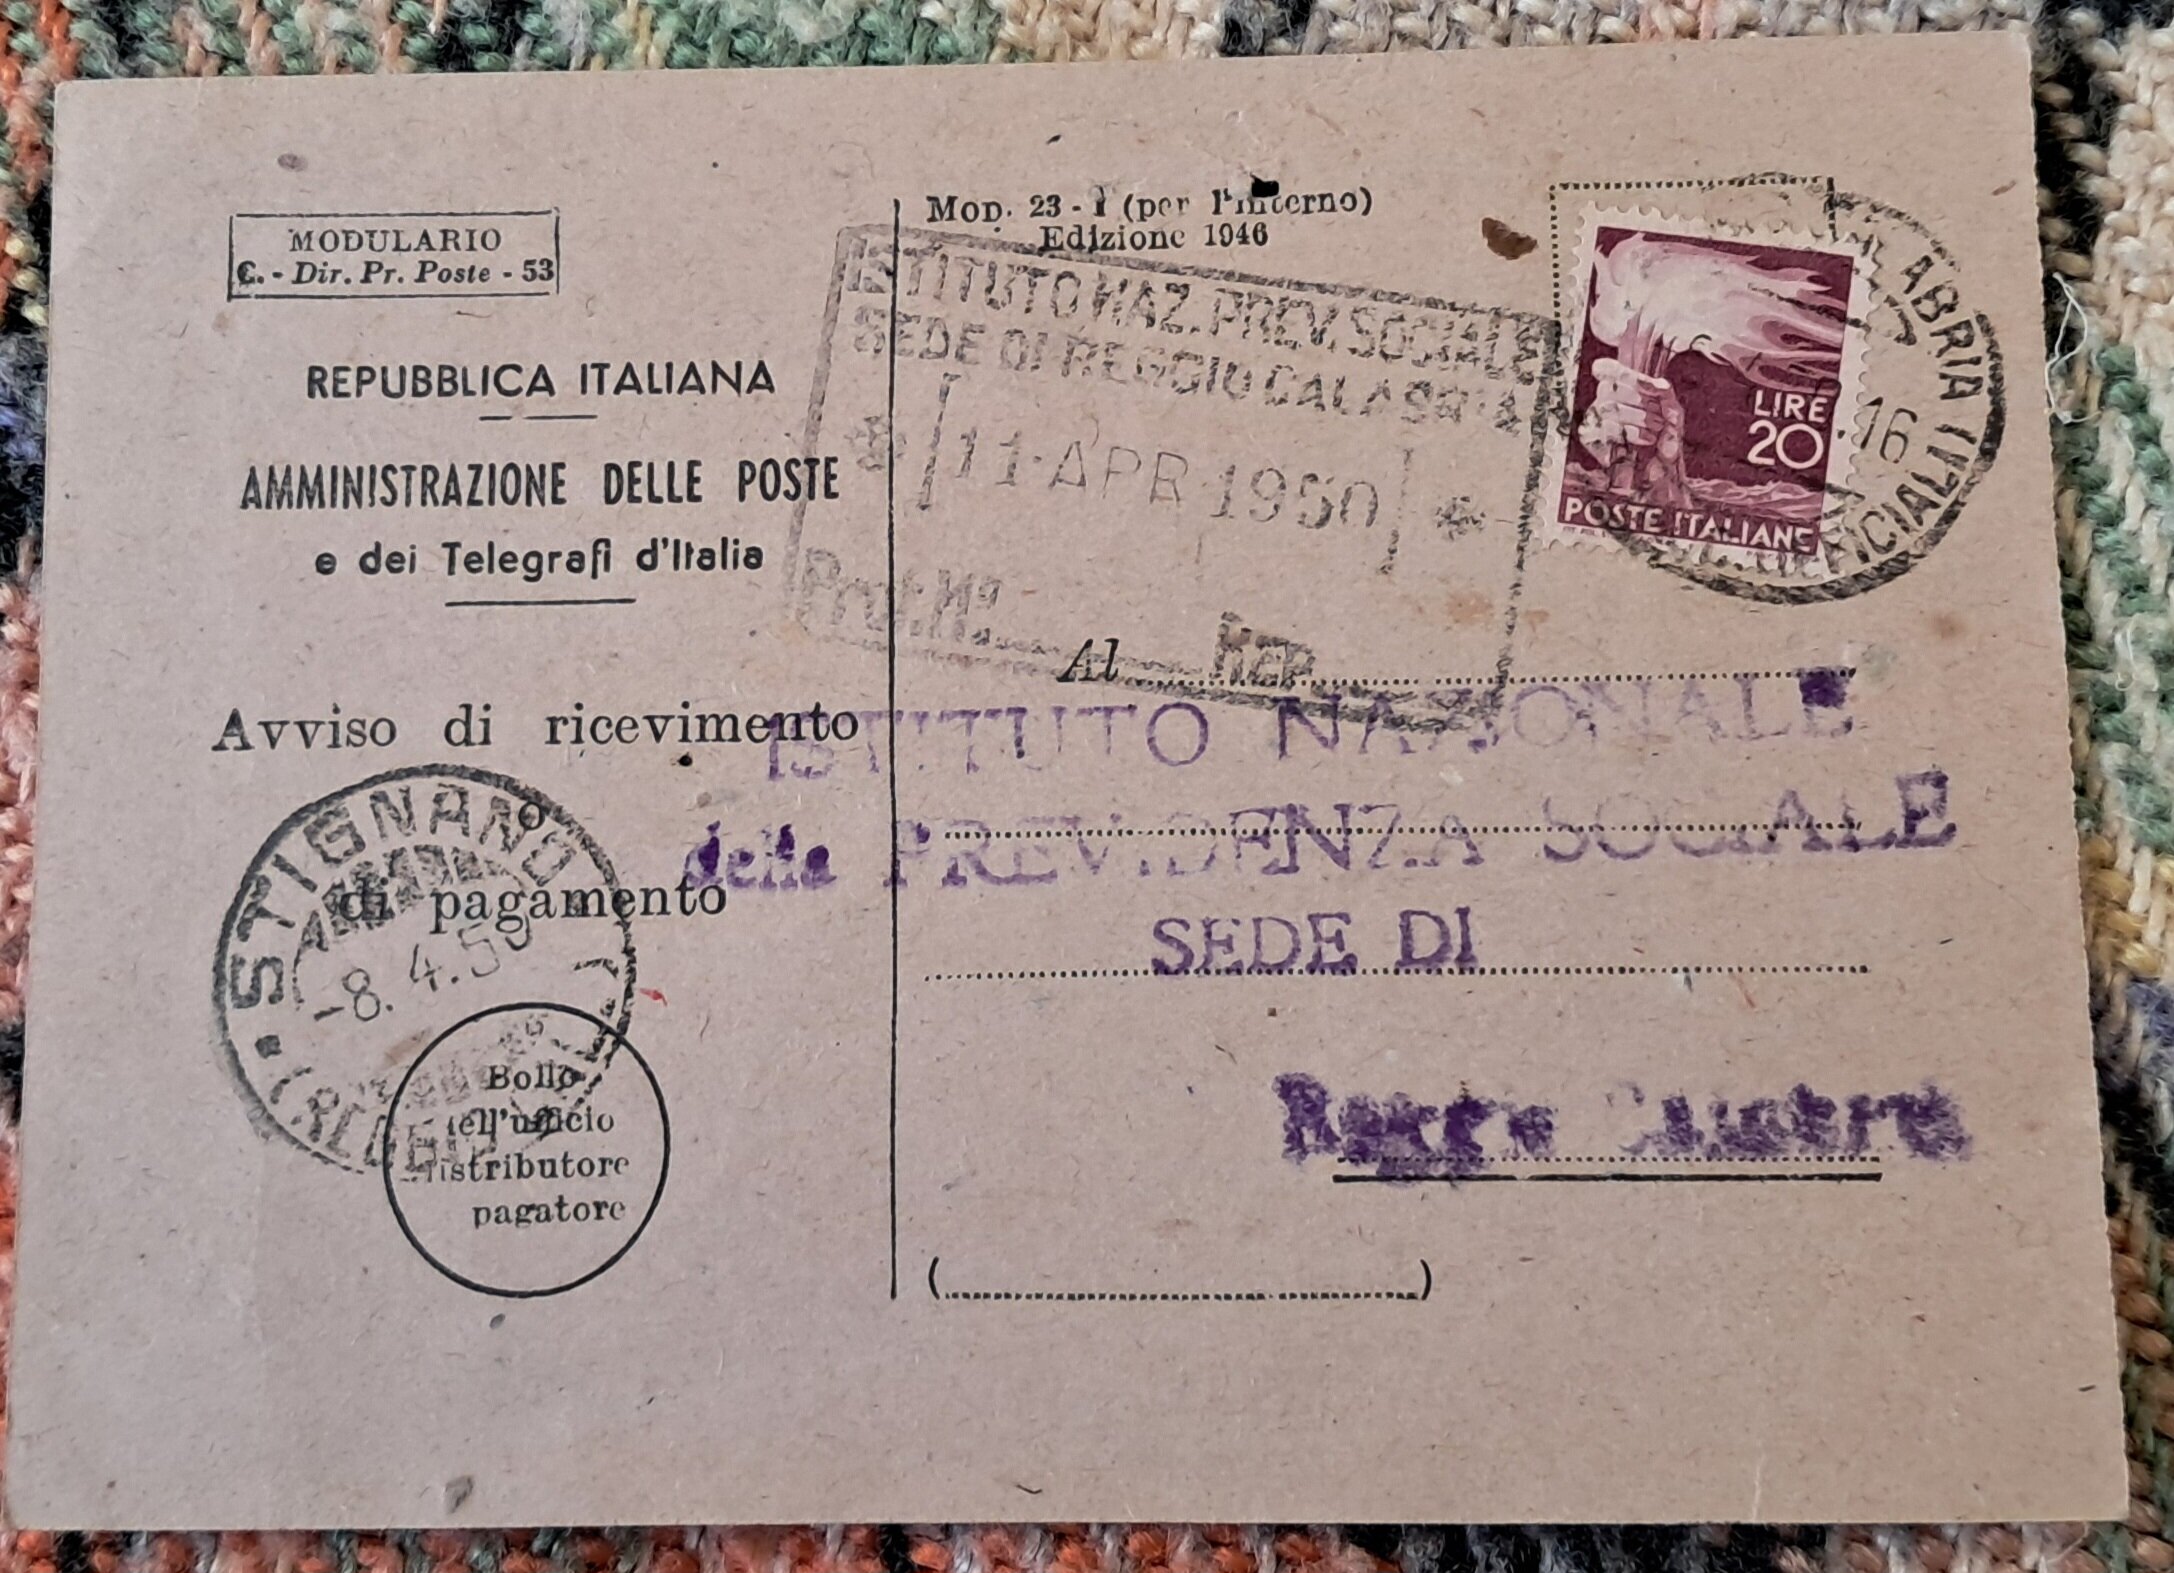 MODULARIO
C. - Dir. Pr. Poste - 53
REPUBBLICA ITALIANA
AMMINISTRAZIONE DELLE POSTE
e dei Telegrafi d'Italia
Avviso di ricevimento
o
di pagamento
STIGNANO
-8.4.50
Bollo
dell'ufficio
distributore
pagatore
Mod. 23 - I (per l'interno)
Edizione 1946
ISTITUTO NAZ. PREV. SOCIALE
SEDE DI REGGIO CALABRIA
11 APR 1950
Prot. Nº
LIRE
20
POSTE ITALIANE
16
Al
ISTITUTO NAZIONALE
della PREVIDENZA SOCIALE
SEDE DI